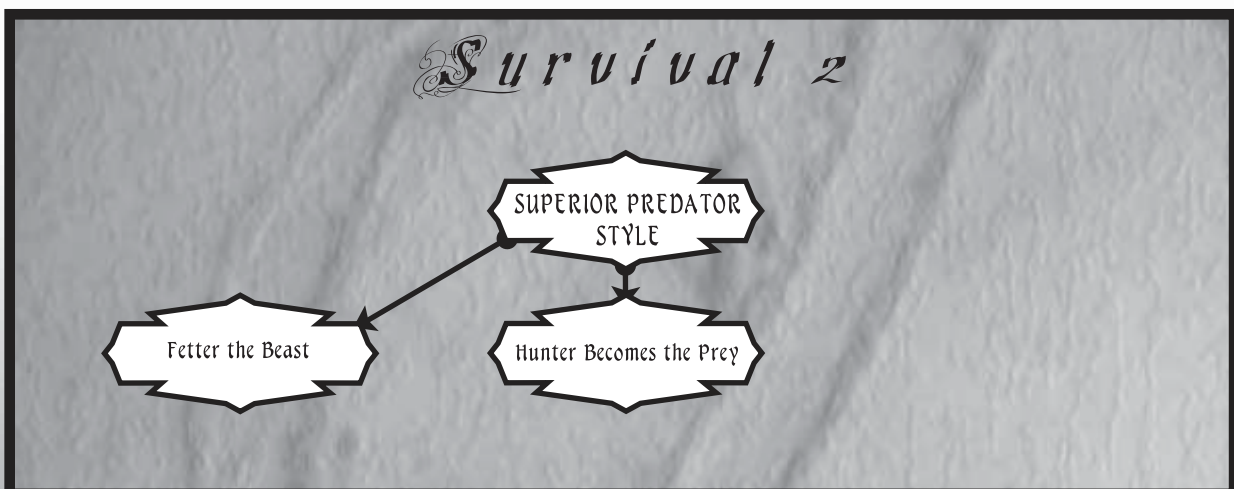 Survival 2
SUPERIOR PREDATOR
STYLE
Fetter the Beast
Hunter Becomes the Prey